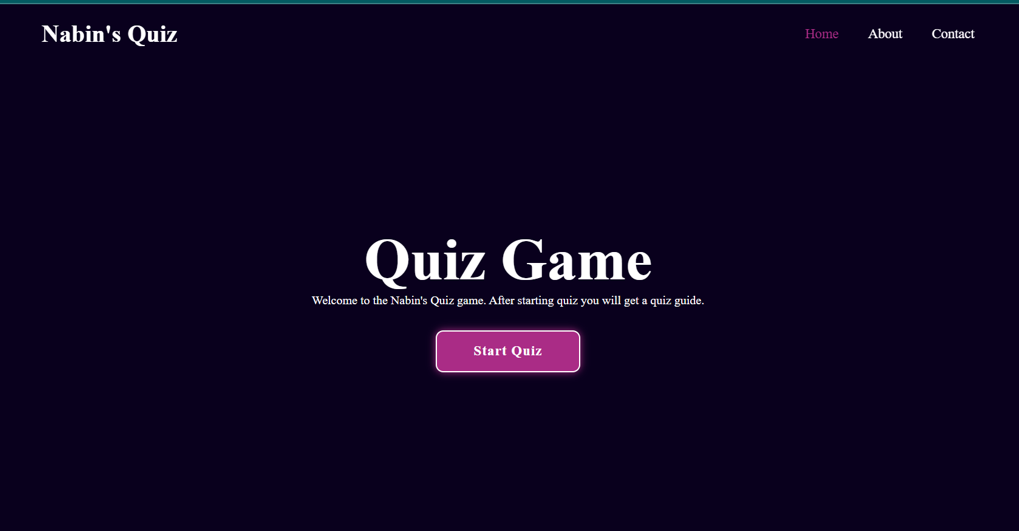 Nabin's Quiz
Home About Contact
Quiz Game
Welcome to the Nabin's Quiz game. After starting quiz you will get a quiz guide.
Start Quiz